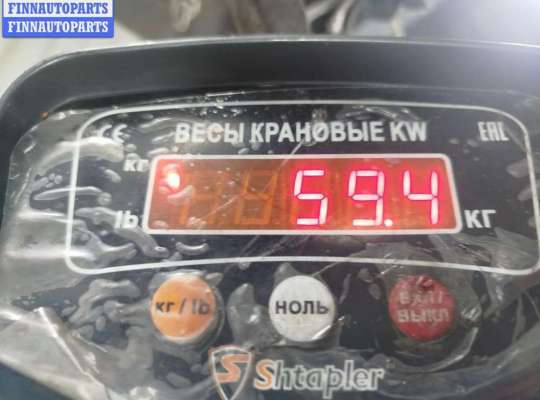 FINNAUTOPARTS
FINNAUTOPARTS
CE ВЕСЫ КРАНОВЫЕ KW EAC
кг
lb 59.4 КГ
кг / lb НОЛЬ ВКЛ / ВЫКЛ
S Shtapler